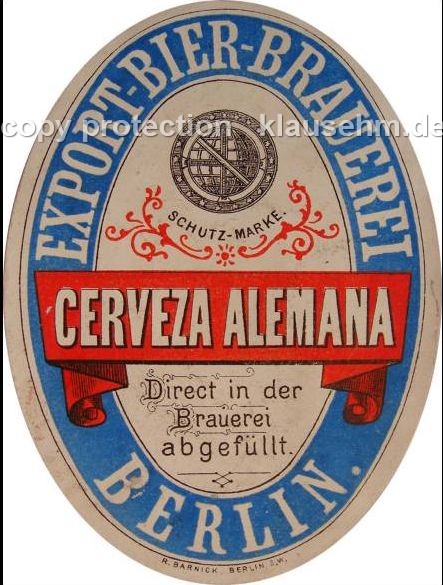 EXPORT-BIER-BRAUEREI
copy protection klausehm.de
SCHUTZ-MARKE.
CERVEZA ALEMANA
Direct in der
Brauerei
abgefüllt.
BERLIN.
R. BARNICK, BERLIN S.W.